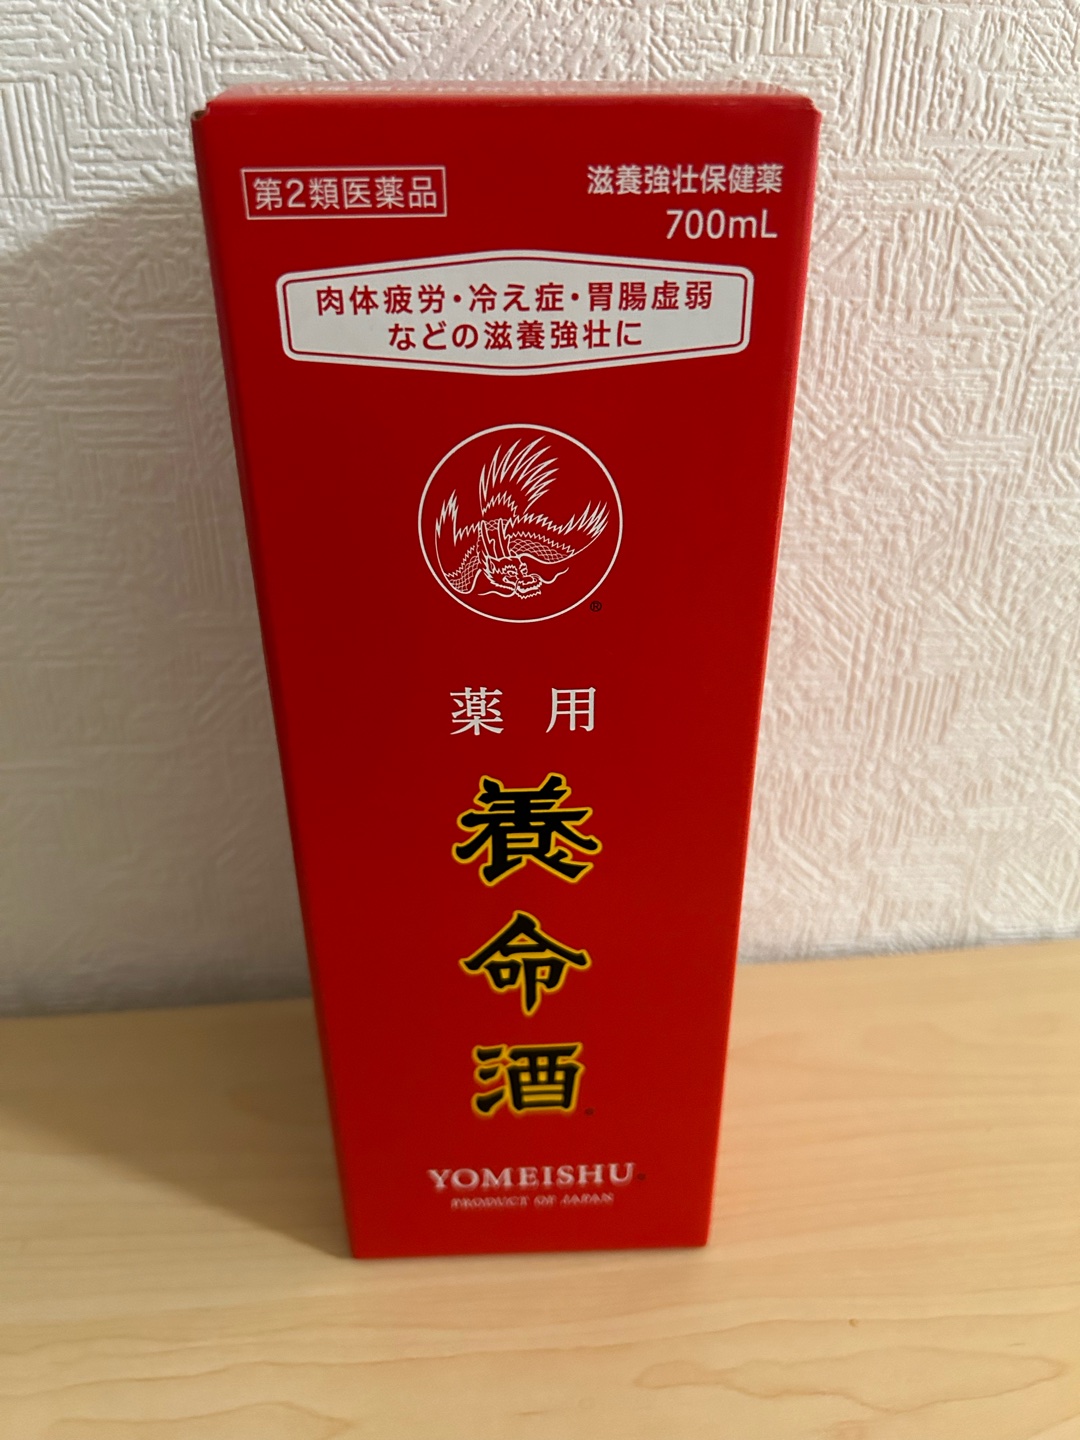 第2類医薬品
滋養強壮保健薬
700mL
肉体疲労・冷え症・胃腸虚弱
などの滋養強壮に
®
薬用
養
命
酒
YOMEISHU
PRODUCT OF JAPAN